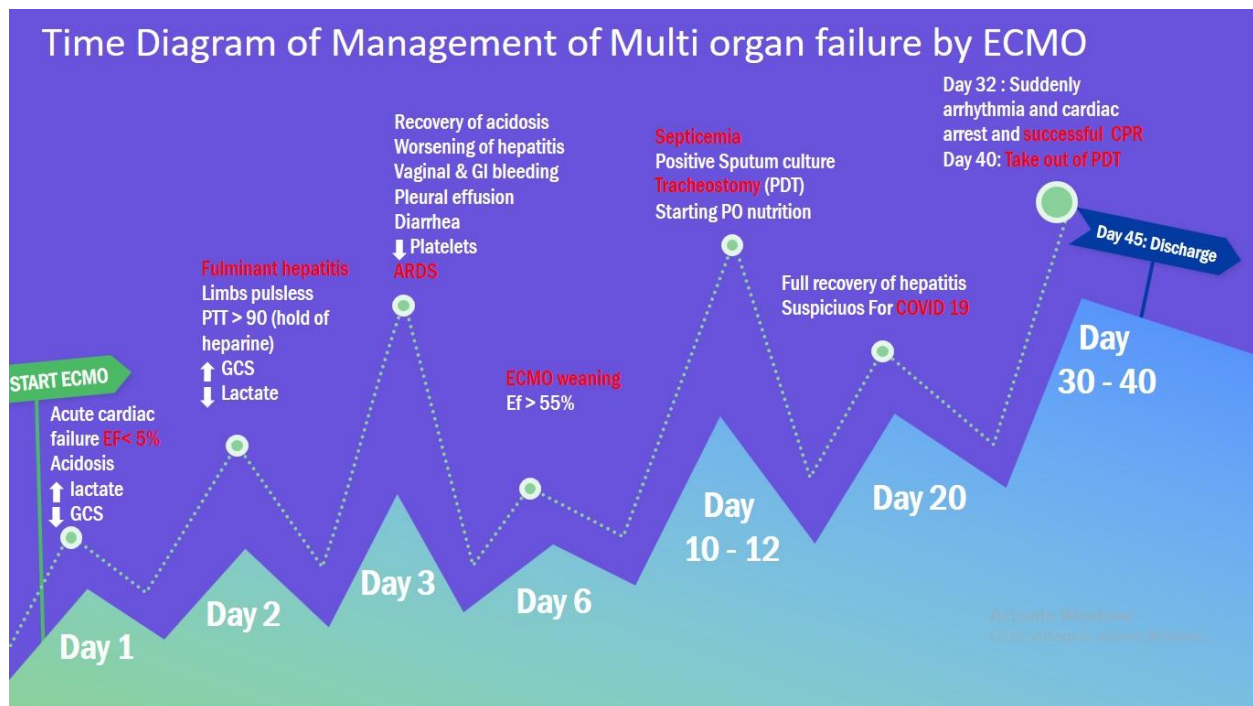 Time Diagram of Management of Multi organ failure by ECMO
START ECMO
Acute cardiac
failure EF< 5%
Acidosis
⬆ lactate
⬇ GCS
Day 1
Fulminant hepatitis
Limbs pulsless
PTT > 90 (hold of
heparine)
⬆ GCS
⬇ Lactate
Day 2
Recovery of acidosis
Worsening of hepatitis
Vaginal & GI bleeding
Pleural effusion
Diarrhea
⬇ Platelets
ARDS
Day 3
ECMO weaning
Ef > 55%
Day 6
Septicemia
Positive Sputum culture
Tracheostomy (PDT)
Starting PO nutrition
Day
10 - 12
Full recovery of hepatitis
Suspiciuos For COVID 19
Day 20
Day 32 : Suddenly
arrhythmia and cardiac
arrest and successful CPR
Day 40: Take out of PDT
Day
30 - 40
Day 45: Discharge
Activate Windows